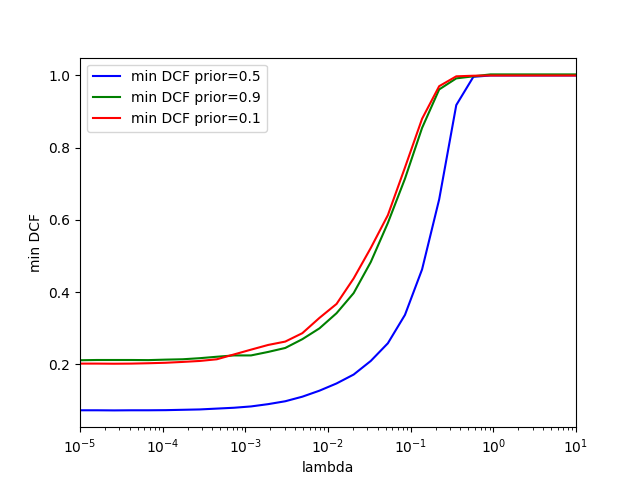 min DCF prior=0.5
min DCF prior=0.9
min DCF prior=0.1
1.0
0.8
0.6
0.4
0.2
min DCF
10⁻⁵ 10⁻⁴ 10⁻³ 10⁻² 10⁻¹ 10⁰ 10¹
lambda